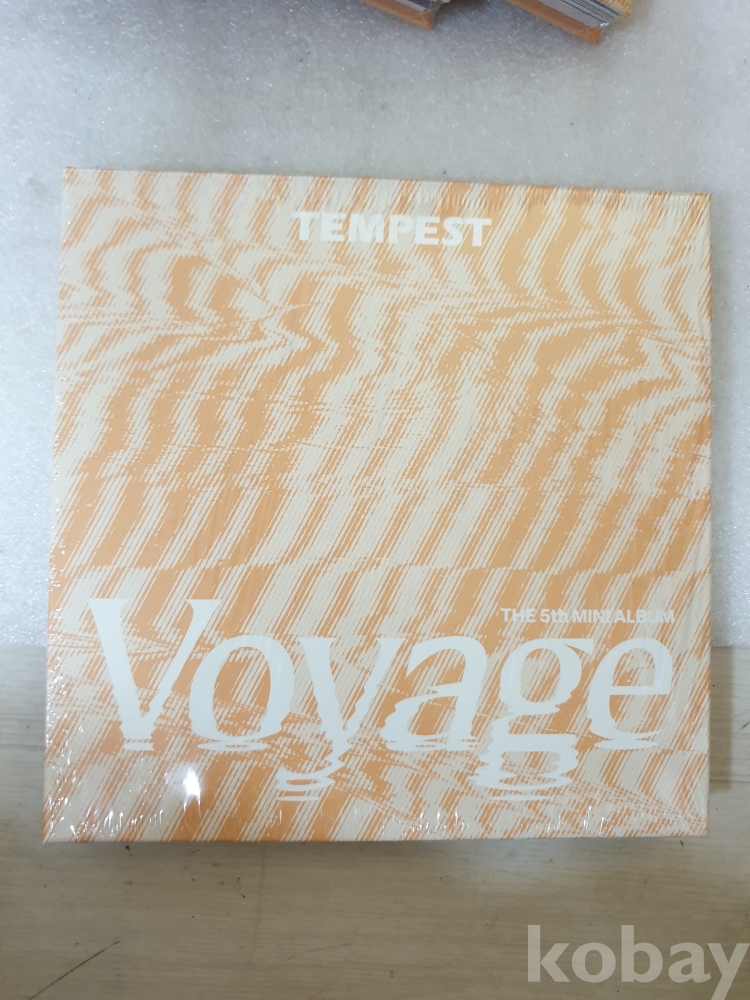 TEMPEST
THE 5th MINI ALBUM
Voyage
kobay